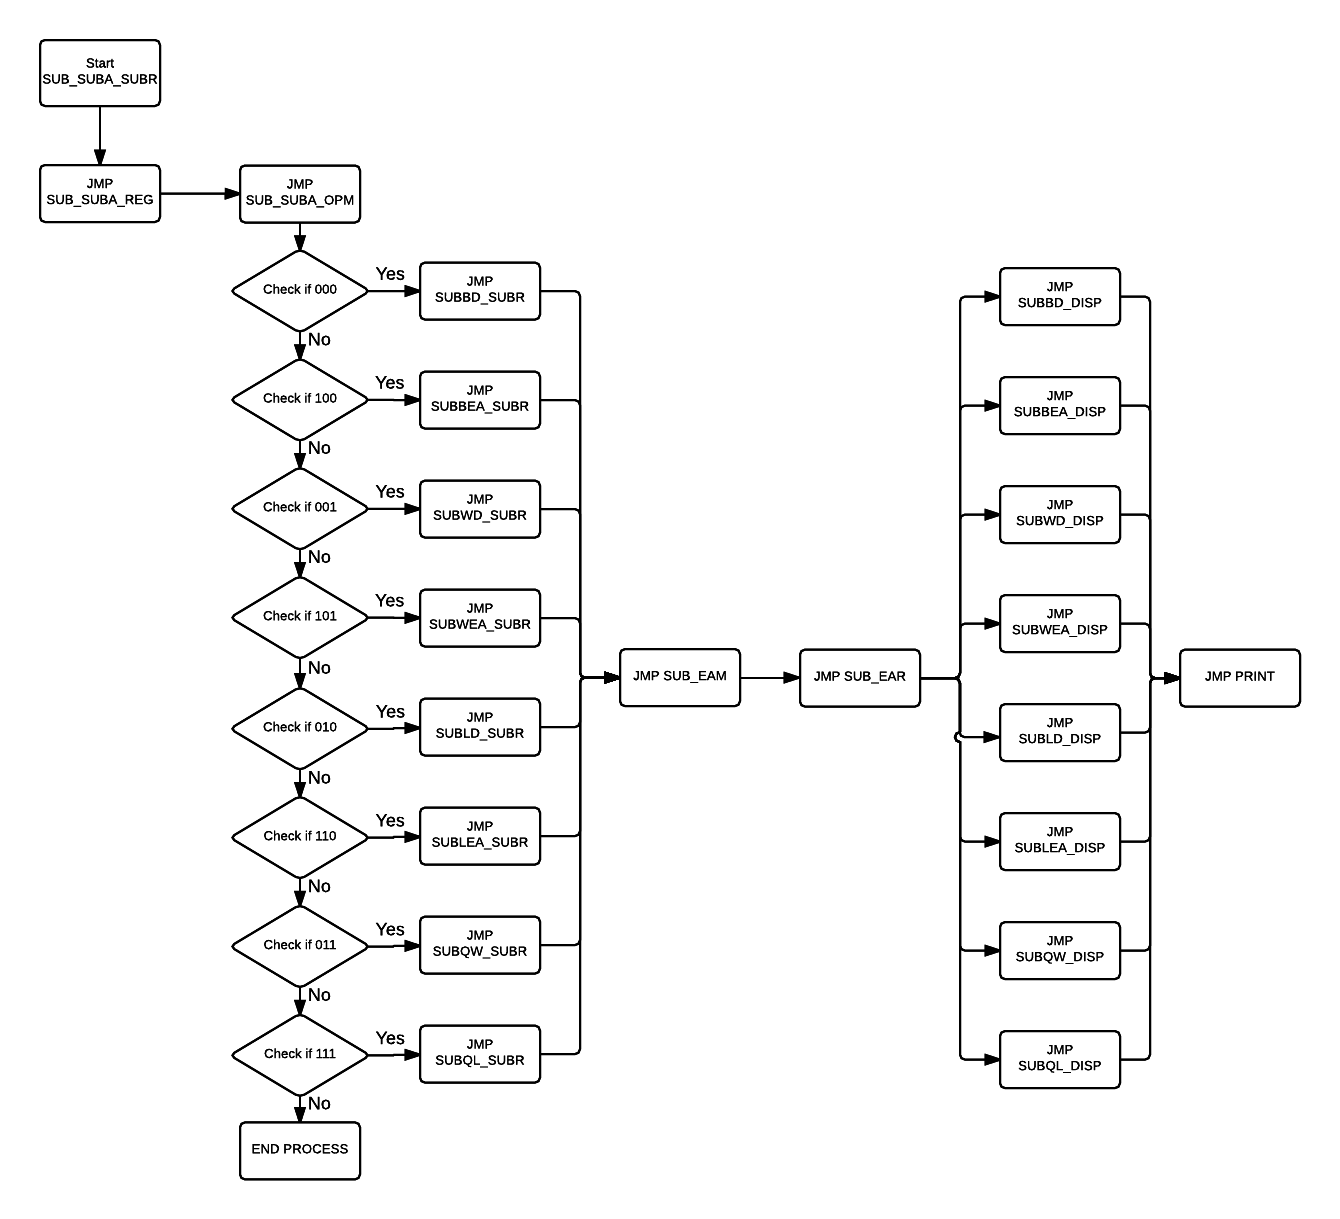 Start
SUB_SUBA_SUBR
JMP
SUB_SUBA_REG
JMP
SUB_SUBA_OPM
Check if 000
Yes
JMP
SUBBD_SUBR
No
Check if 100
Yes
JMP
SUBBEA_SUBR
No
Check if 001
Yes
JMP
SUBWD_SUBR
No
Check if 101
Yes
JMP
SUBWEA_SUBR
No
Check if 010
Yes
JMP
SUBLD_SUBR
No
Check if 110
Yes
JMP
SUBLEA_SUBR
No
Check if 011
Yes
JMP
SUBQW_SUBR
No
Check if 111
Yes
JMP
SUBQL_SUBR
No
END PROCESS
JMP SUB_EAM
JMP SUB_EAR
JMP
SUBBD_DISP
JMP
SUBBEA_DISP
JMP
SUBWD_DISP
JMP
SUBWEA_DISP
JMP
SUBLD_DISP
JMP
SUBLEA_DISP
JMP
SUBQW_DISP
JMP
SUBQL_DISP
JMP PRINT